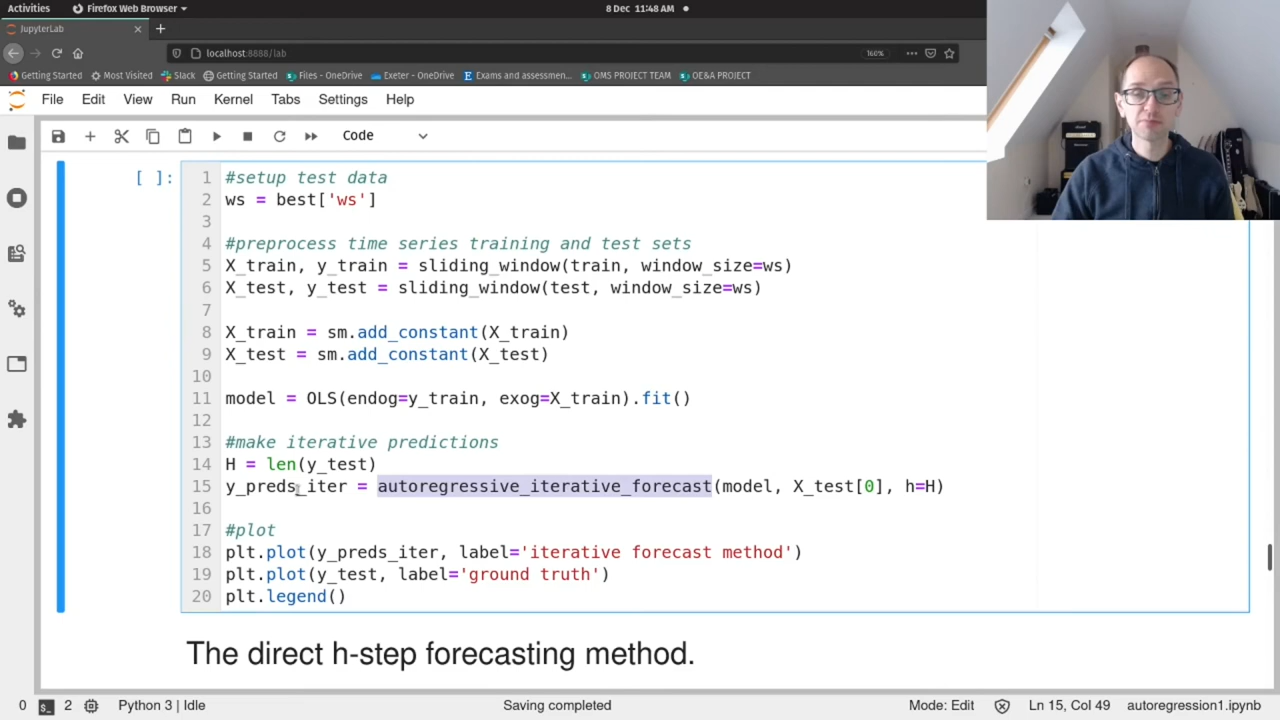 Activities
Firefox Web Browser
8 Dec 11:48 AM
JupyterLab
localhost:8888/lab
160%
Getting Started
Most Visited
Slack
Getting Started
Files - OneDrive
Exeter - OneDrive
Exams and assessmen...
OMS PROJECT TEAM
OE&A PROJECT
File Edit View Run Kernel Tabs Settings Help
Code
[ ]:
1 #setup test data
2 ws = best['ws']
3
4 #preprocess time series training and test sets
5 X_train, y_train = sliding_window(train, window_size=ws)
6 X_test, y_test = sliding_window(test, window_size=ws)
7
8 X_train = sm.add_constant(X_train)
9 X_test = sm.add_constant(X_test)
10
11 model = OLS(endog=y_train, exog=X_train).fit()
12
13 #make iterative predictions
14 H = len(y_test)
15 y_preds_iter = autoregressive_iterative_forecast(model, X_test[0], h=H)
16
17 #plot
18 plt.plot(y_preds_iter, label='iterative forecast method')
19 plt.plot(y_test, label='ground truth')
20 plt.legend()
The direct h-step forecasting method.
0
2
Python 3 | Idle
Saving completed
Mode: Edit
Ln 15, Col 49
autoregression1.ipynb